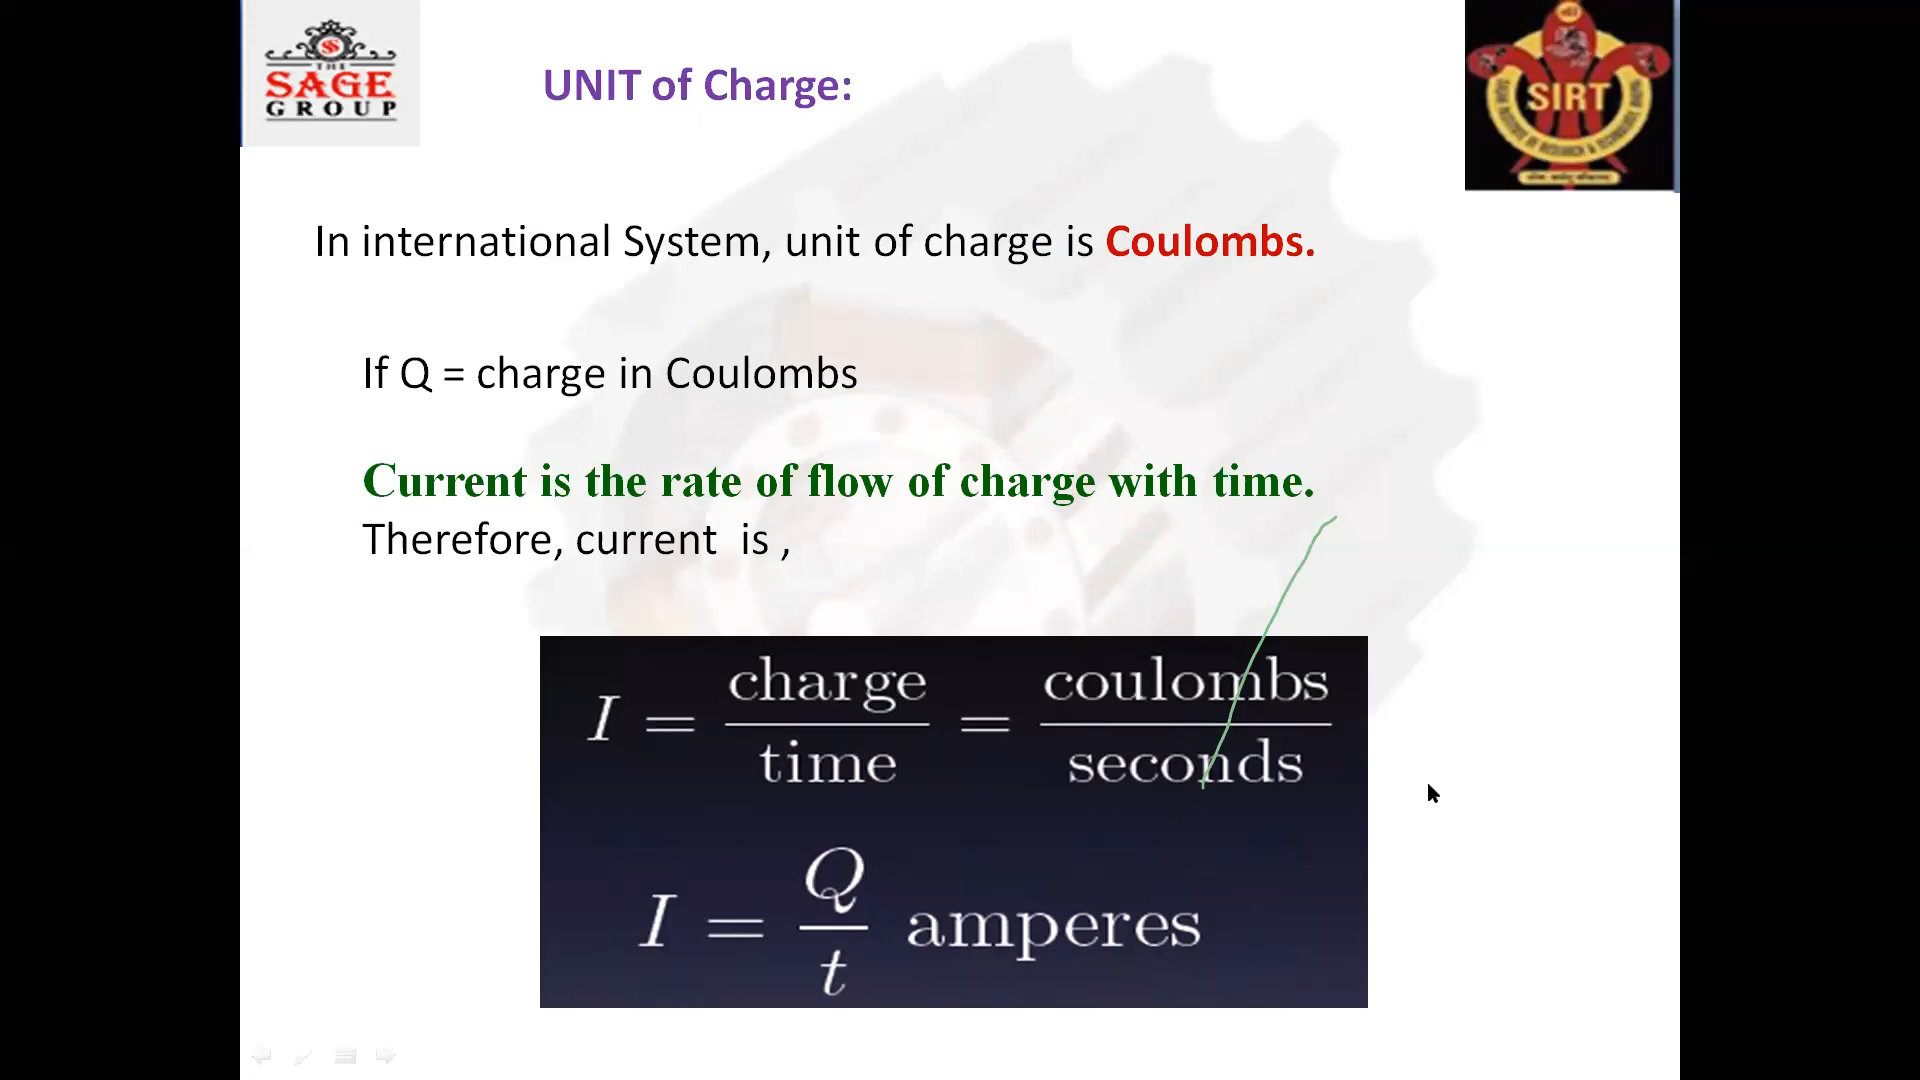 THE
SAGE
GROUP
UNIT of Charge:
SIRT
In international System, unit of charge is Coulombs.
If Q = charge in Coulombs
Current is the rate of flow of charge with time.
Therefore, current is ,
I = charge/time = coulombs/seconds
I = Q/t amperes